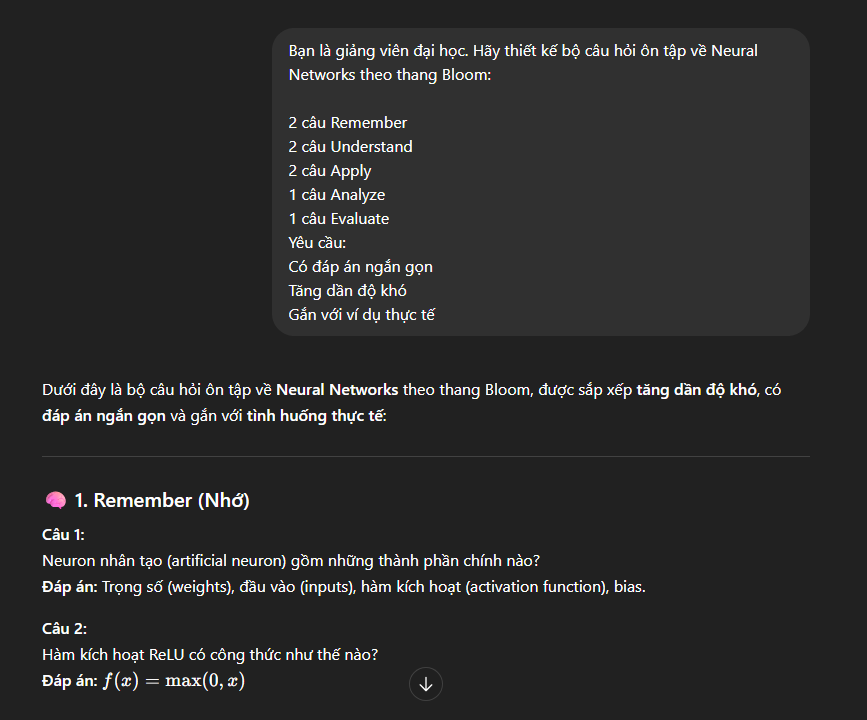 Bạn là giảng viên đại học. Hãy thiết kế bộ câu hỏi ôn tập về Neural
Networks theo thang Bloom:
2 câu Remember
2 câu Understand
2 câu Apply
1 câu Analyze
1 câu Evaluate
Yêu cầu:
Có đáp án ngắn gọn
Tăng dần độ khó
Gắn với ví dụ thực tế
Dưới đây là bộ câu hỏi ôn tập về Neural Networks theo thang Bloom, được sắp xếp tăng dần độ khó, có
đáp án ngắn gọn và gắn với tình huống thực tế:
🧠 1. Remember (Nhớ)
Câu 1:
Neuron nhân tạo (artificial neuron) gồm những thành phần chính nào?
Đáp án: Trọng số (weights), đầu vào (inputs), hàm kích hoạt (activation function), bias.
Câu 2:
Hàm kích hoạt ReLU có công thức như thế nào?
Đáp án: f(x) = max(0, x)